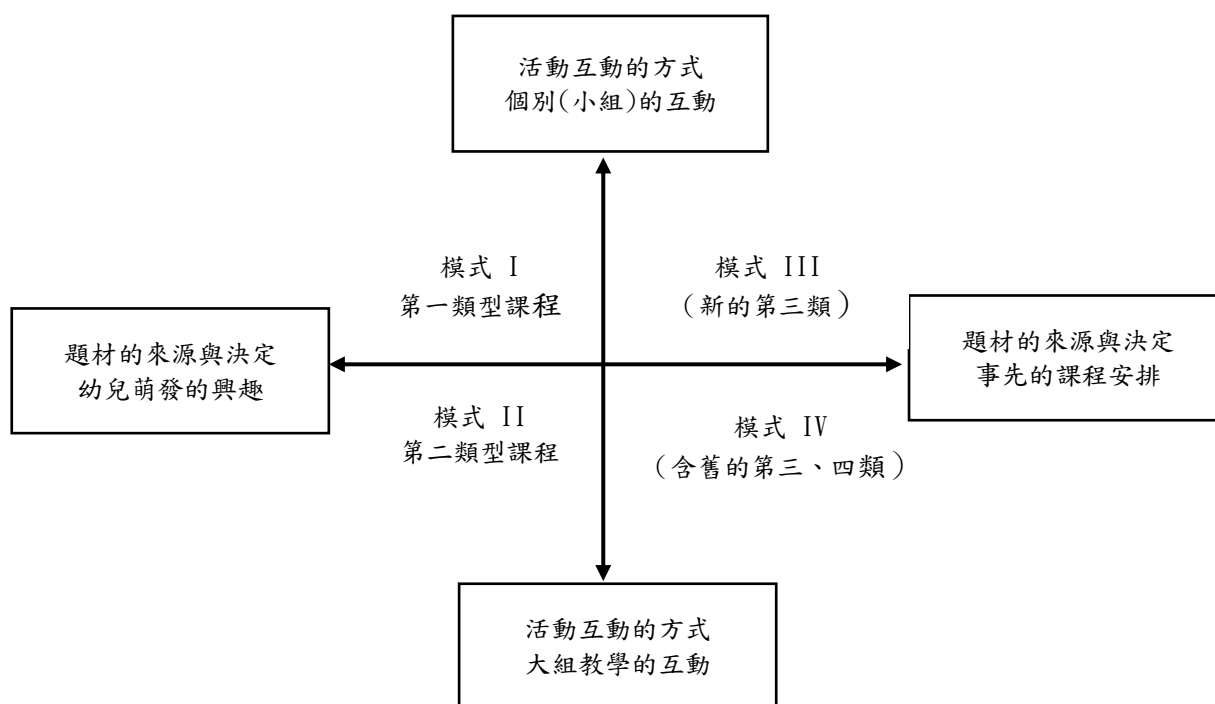 活動互動的方式
個別(小組)的互動
模式 I
第一類型課程
模式 III
(新的第三類)
題材的來源與決定
幼兒萌發的興趣
題材的來源與決定
事先的課程安排
模式 II
第二類型課程
模式 IV
(含舊的第三、四類)
活動互動的方式
大組教學的互動